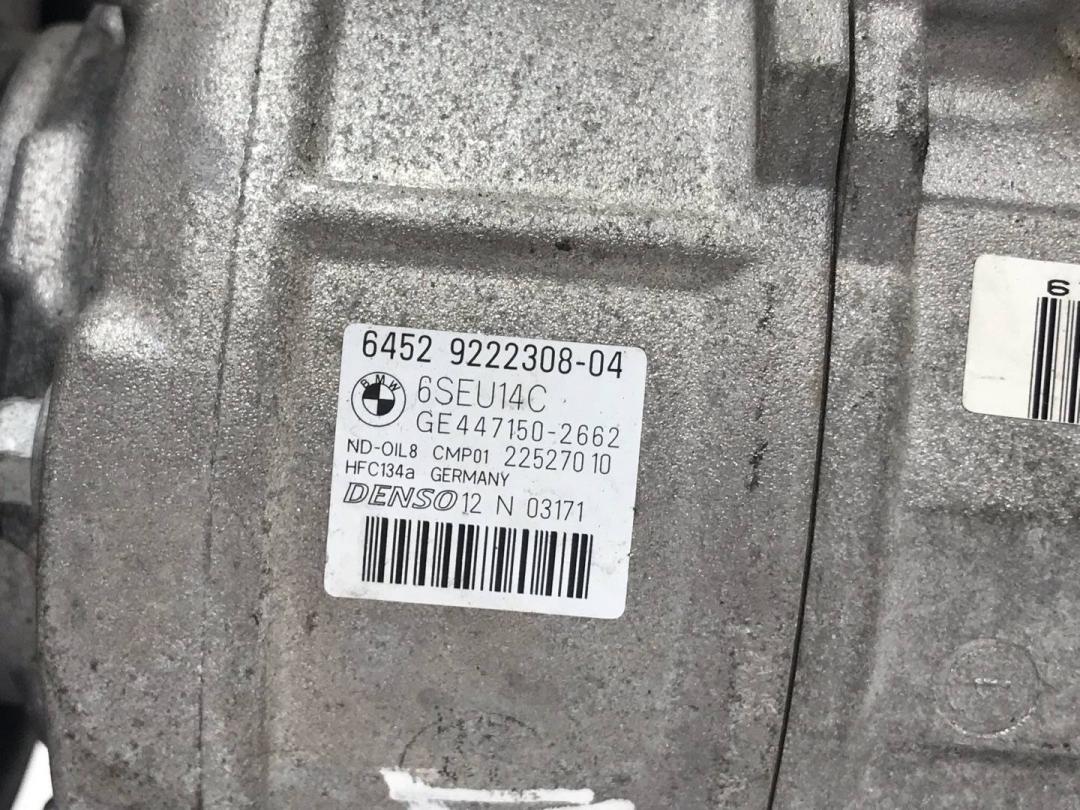 6452 9222308-04
BMW 6SEU14C
GE447150-2662
ND-OIL8 CMP01 22527010
HFC134a GERMANY
DENSO 12 N 03171